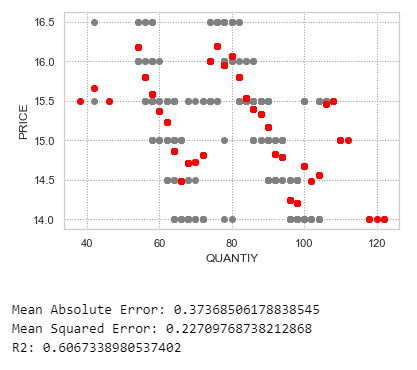 16.5
16.0
15.5
15.0
14.5
14.0
PRICE
40 60 80 100 120
QUANTIY
Mean Absolute Error: 0.37368506178838545
Mean Squared Error: 0.22709768738212868
R2: 0.6067338980537402